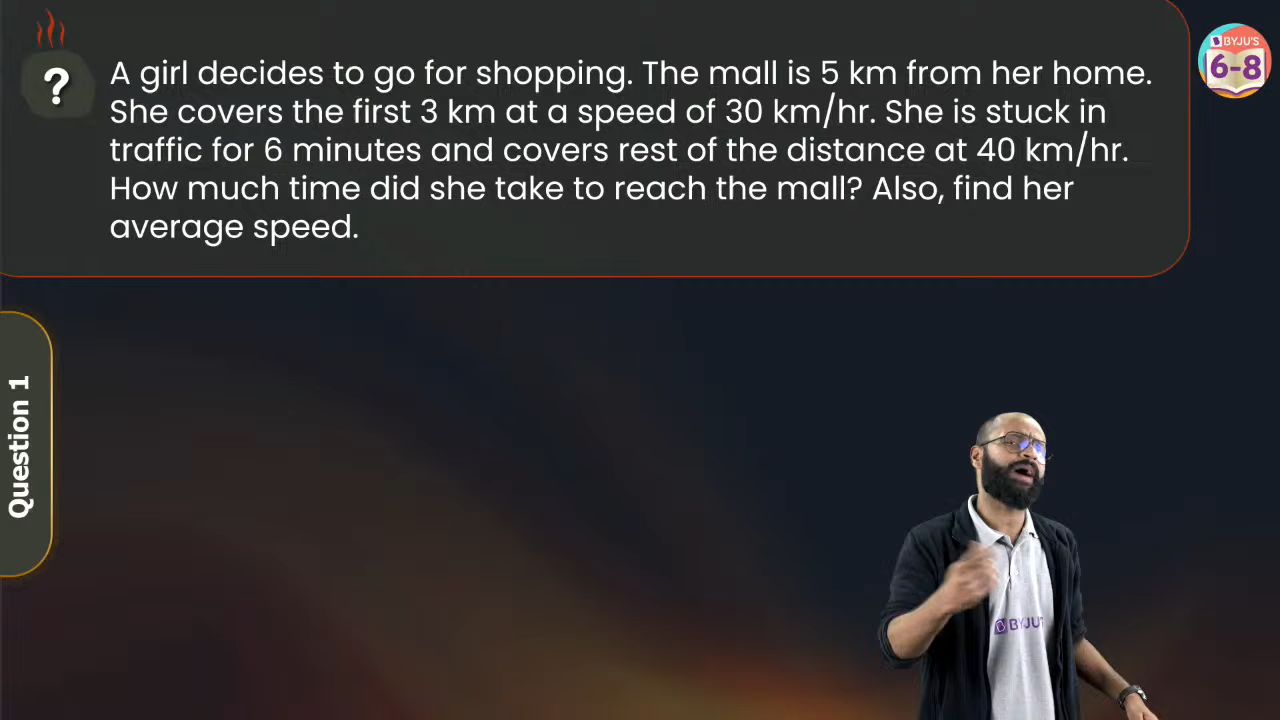 ?
A girl decides to go for shopping. The mall is 5 km from her home.
She covers the first 3 km at a speed of 30 km/hr. She is stuck in
traffic for 6 minutes and covers rest of the distance at 40 km/hr.
How much time did she take to reach the mall? Also, find her
average speed.
BYJU'S
6-8
Question 1
BYJU'